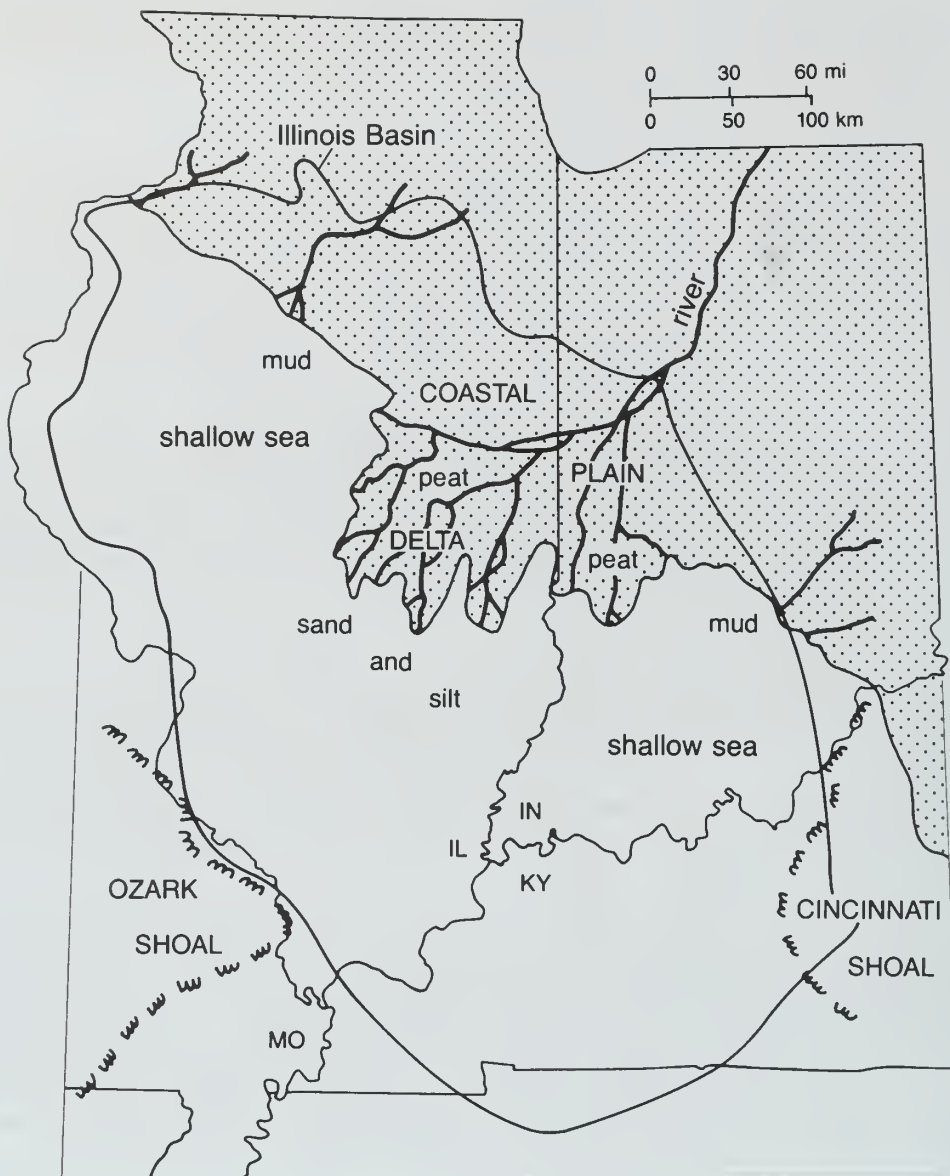 0 30 60 mi
0 50 100 km
Illinois Basin
river
mud
COASTAL
shallow sea
peat
PLAIN
DELTA
peat
sand
mud
and
silt
shallow sea
IN
IL
KY
OZARK
CINCINNATI
SHOAL
SHOAL
MO